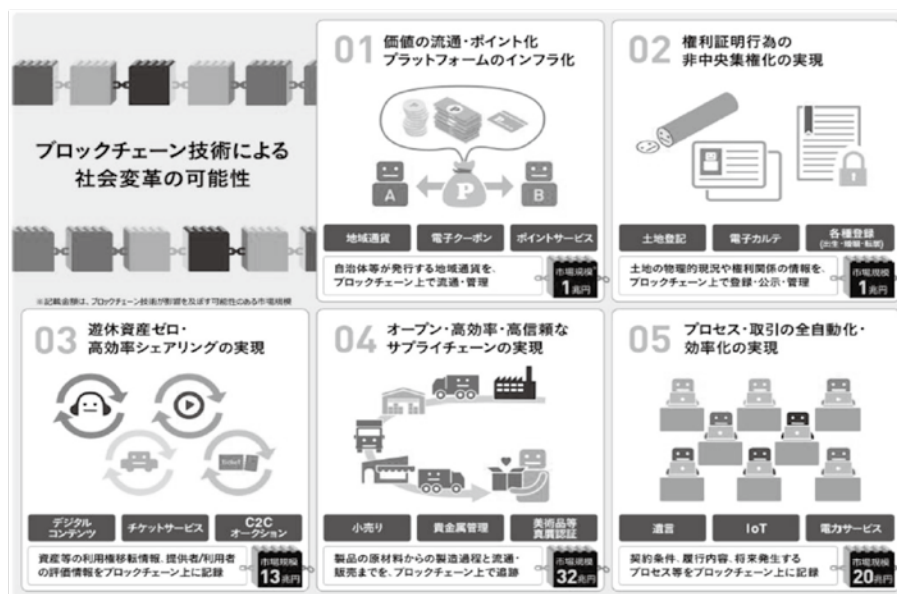 ブロックチェーン技術による
社会変革の可能性
※記載金額は、ブロックチェーン技術が影響を及ぼす可能性のある市場規模
01 価値の流通・ポイント化
プラットフォームのインフラ化
A
P
B
地域通貨
電子クーポン
ポイントサービス
自治体等が発行する地域通貨を、
ブロックチェーン上で流通・管理
市場規模
1兆円
02 権利証明行為の
非中央集権化の実現
土地登記
電子カルテ
各種登録
(出生・婚姻・転居)
土地の物理的現況や権利関係の情報を、
ブロックチェーン上で登録・公示・管理
市場規模
1兆円
03 遊休資産ゼロ・
高効率シェアリングの実現
デジタル
コンテンツ
チケットサービス
C2C
オークション
資産等の利用権移転情報、提供者/利用者
の評価情報をブロックチェーン上に記録
市場規模
13兆円
04 オープン・高効率・高信頼な
サプライチェーンの実現
小売り
貴金属管理
美術品等
真贋認証
製品の原材料からの製造過程と流通・
販売までを、ブロックチェーン上で追跡
市場規模
32兆円
05 プロセス・取引の全自動化・
効率化の実現
遺言
IoT
電力サービス
契約条件、履行内容、将来発生する
プロセス等をブロックチェーン上に記録
市場規模
20兆円